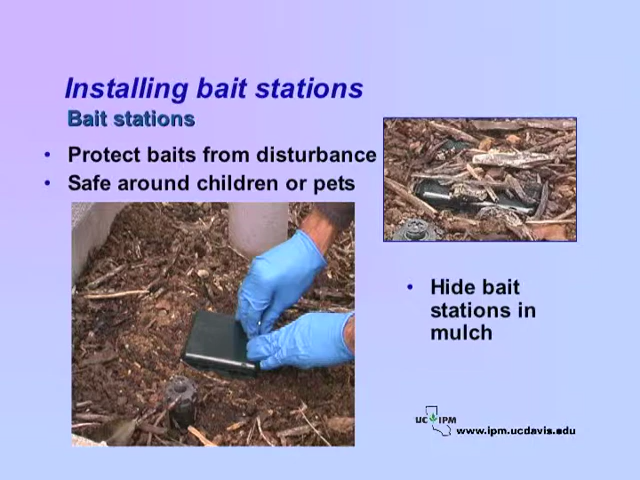 Installing bait stations
Bait stations
• Protect baits from disturbance
• Safe around children or pets
• Hide bait
stations in
mulch
UC IPM
www.ipm.ucdavis.edu